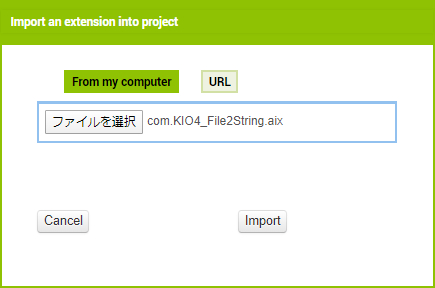 Import an extension into project
From my computer URL
ファイルを選択 com.KIO4_File2String.aix
Cancel Import